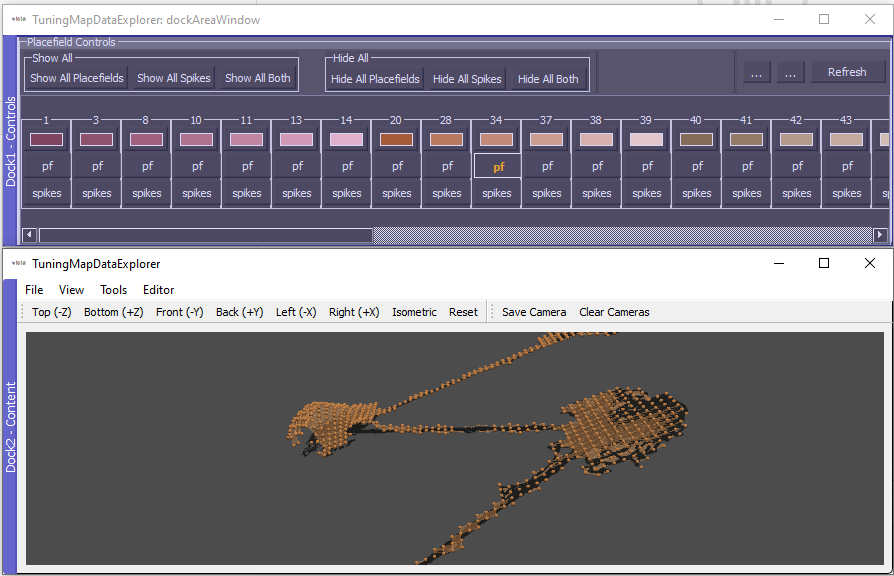 TuningMapDataExplorer: dockAreaWindow
Placefield Controls
Show All Hide All
Show All Placefields Show All Spikes Show All Both Hide All Placefields Hide All Spikes Hide All Both ... ... Refresh
1 3 8 10 11 13 14 20 28 34 37 38 39 40 41 42 43
pf pf pf pf pf pf pf pf pf pf pf pf pf pf pf pf pf
spikes spikes spikes spikes spikes spikes spikes spikes spikes spikes spikes spikes spikes spikes spikes spikes spikes
Dock1 - Controls
TuningMapDataExplorer
File View Tools Editor
Top (-Z) Bottom (+Z) Front (-Y) Back (+Y) Left (-X) Right (+X) Isometric Reset Save Camera Clear Cameras
Dock2 - Content